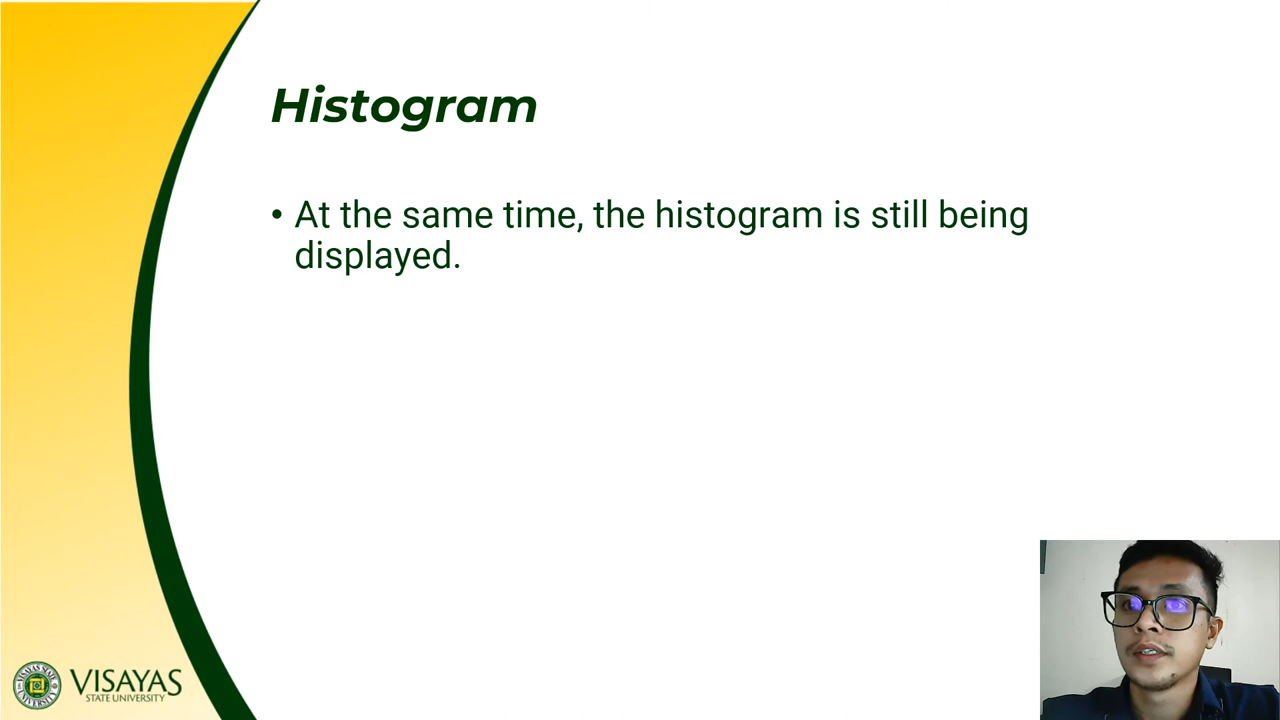 Histogram
• At the same time, the histogram is still being
displayed.
VISAYAS
STATE UNIVERSITY